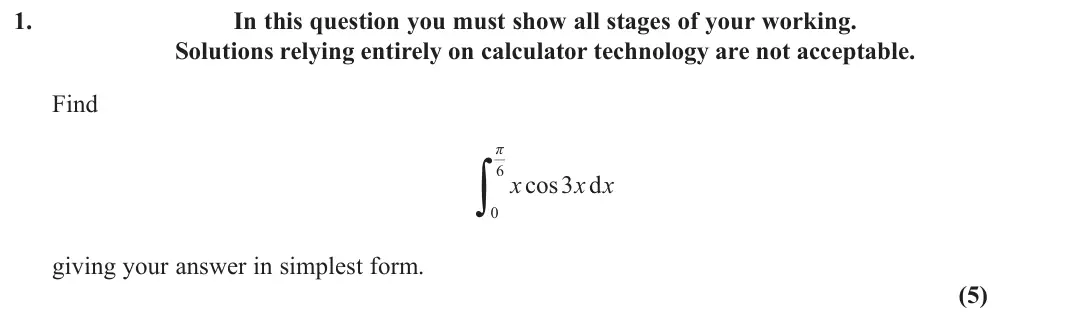 1. In this question you must show all stages of your working.
Solutions relying entirely on calculator technology are not acceptable.
Find
∫₀^(π/6) x cos 3x dx
giving your answer in simplest form.
(5)